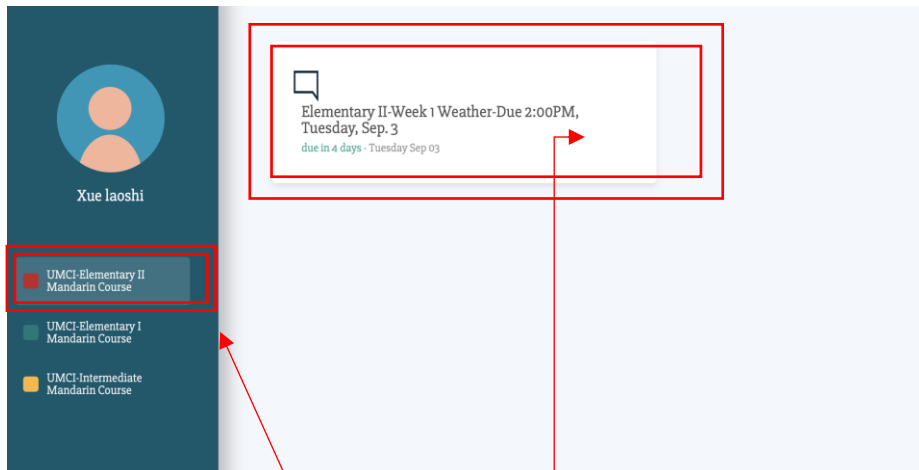 Xue laoshi
UMCI-Elementary II
Mandarin Course
UMCI-Elementary I
Mandarin Course
UMCI-Intermediate
Mandarin Course
Elementary II-Week 1 Weather-Due 2:00PM,
Tuesday, Sep. 3
due in 4 days - Tuesday Sep 03